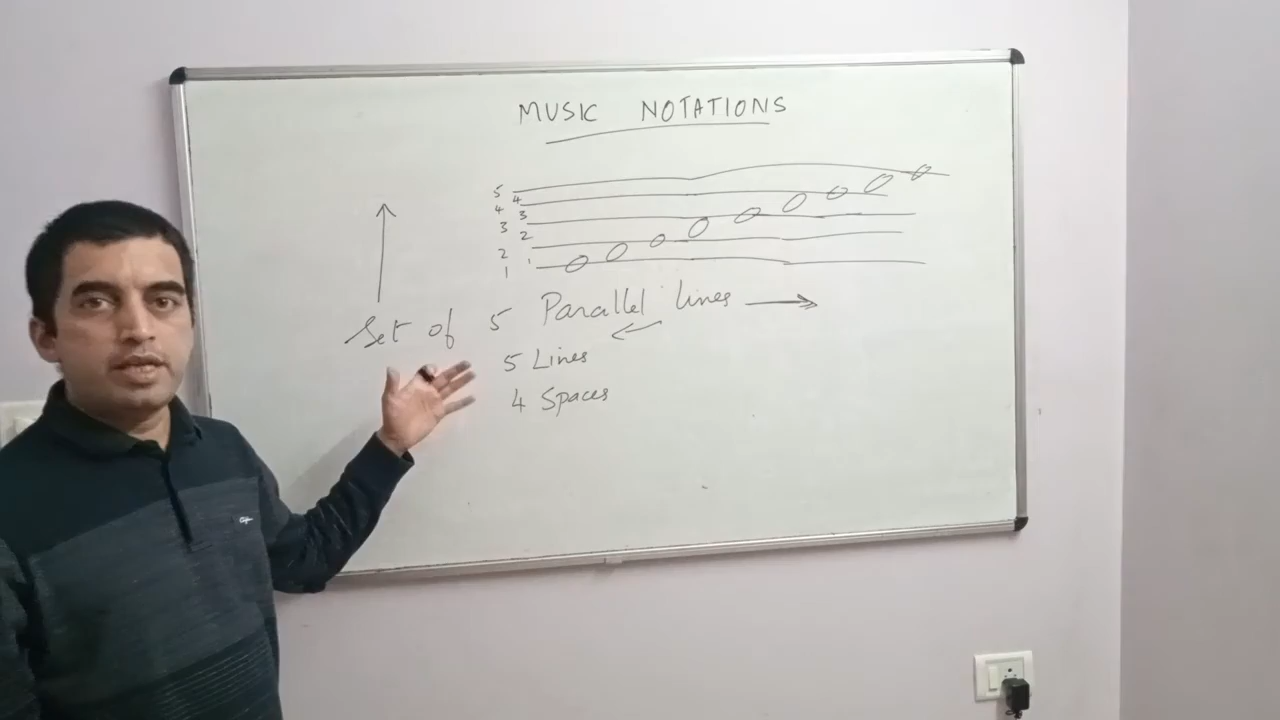 MUSIC NOTATIONS
5 4
4 3
3 2
2 1
1
Set of 5 Parallel lines
5 Lines
4 Spaces